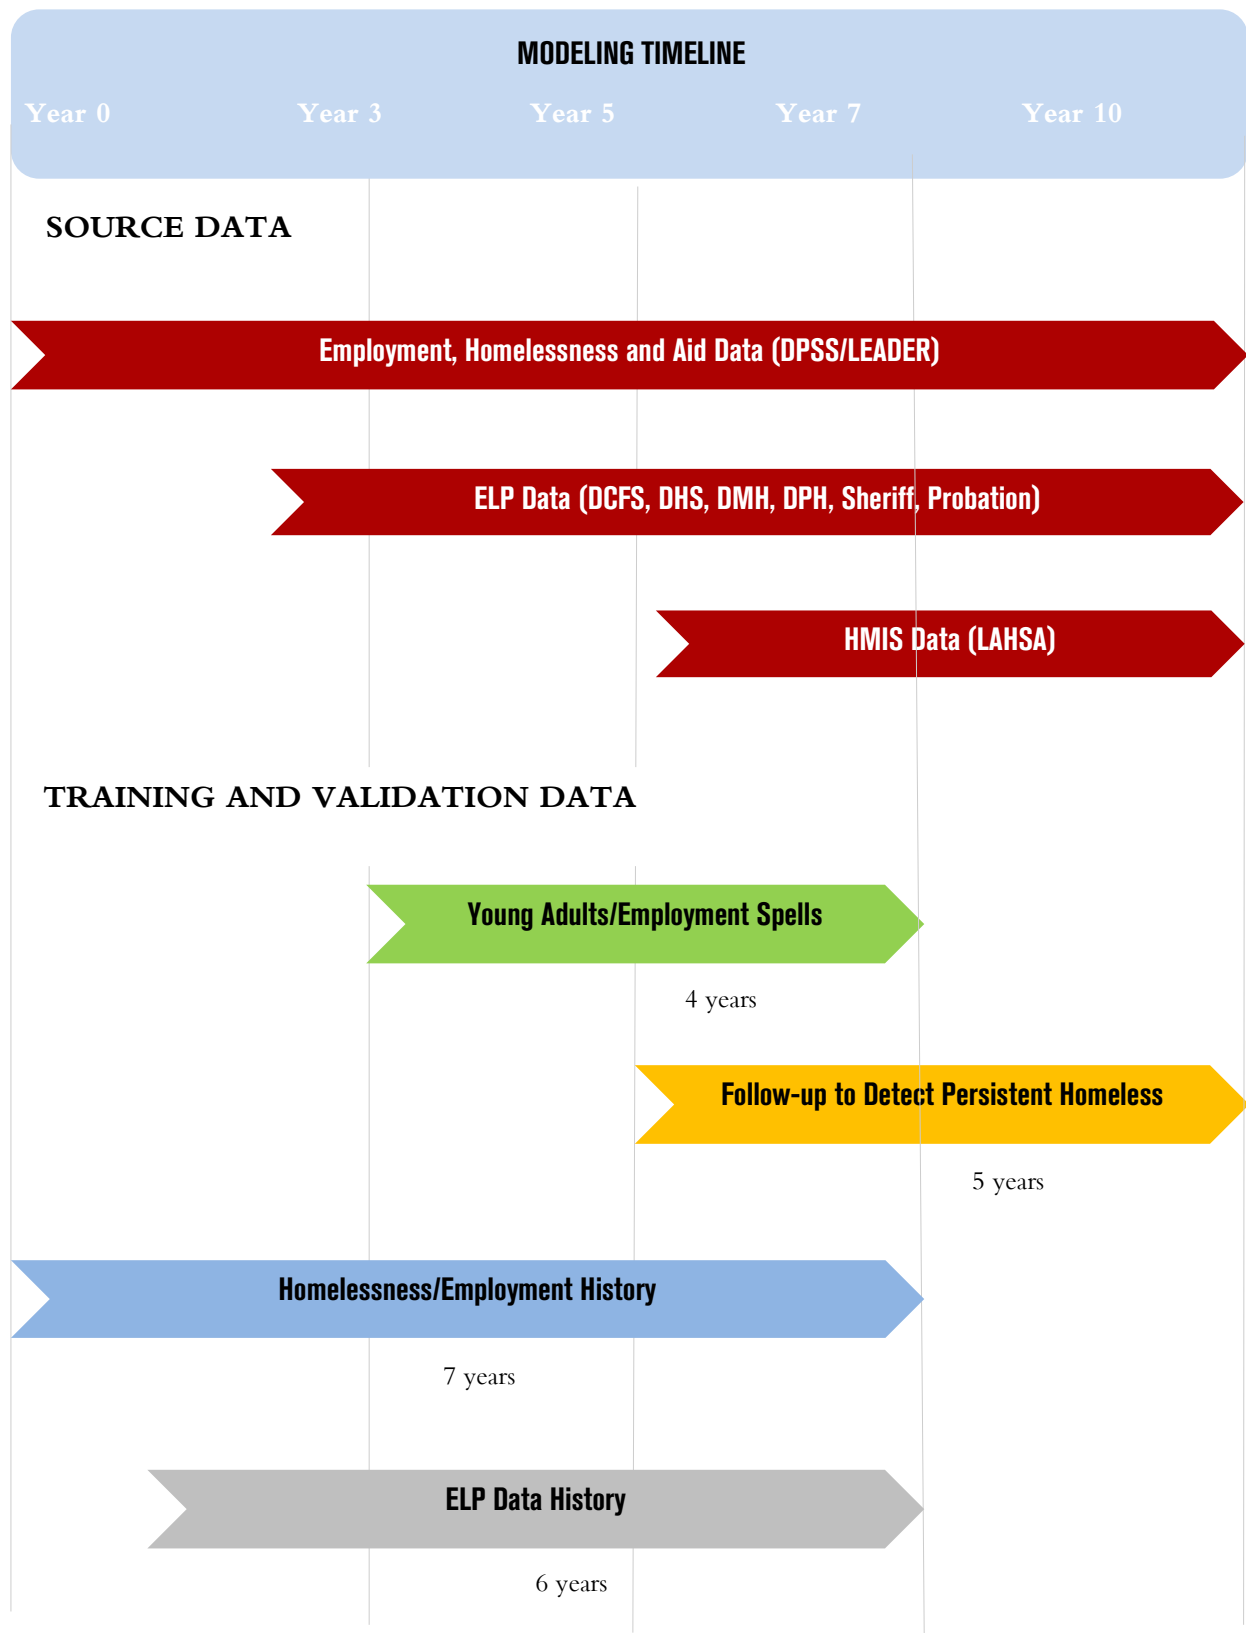 MODELING TIMELINE
Year 0 Year 3 Year 5 Year 7 Year 10
SOURCE DATA
Employment, Homelessness and Aid Data (DPSS/LEADER)
ELP Data (DCFS, DHS, DMH, DPH, Sheriff, Probation)
HMIS Data (LAHSA)
TRAINING AND VALIDATION DATA
Young Adults/Employment Spells
4 years
Follow-up to Detect Persistent Homeless
5 years
Homelessness/Employment History
7 years
ELP Data History
6 years